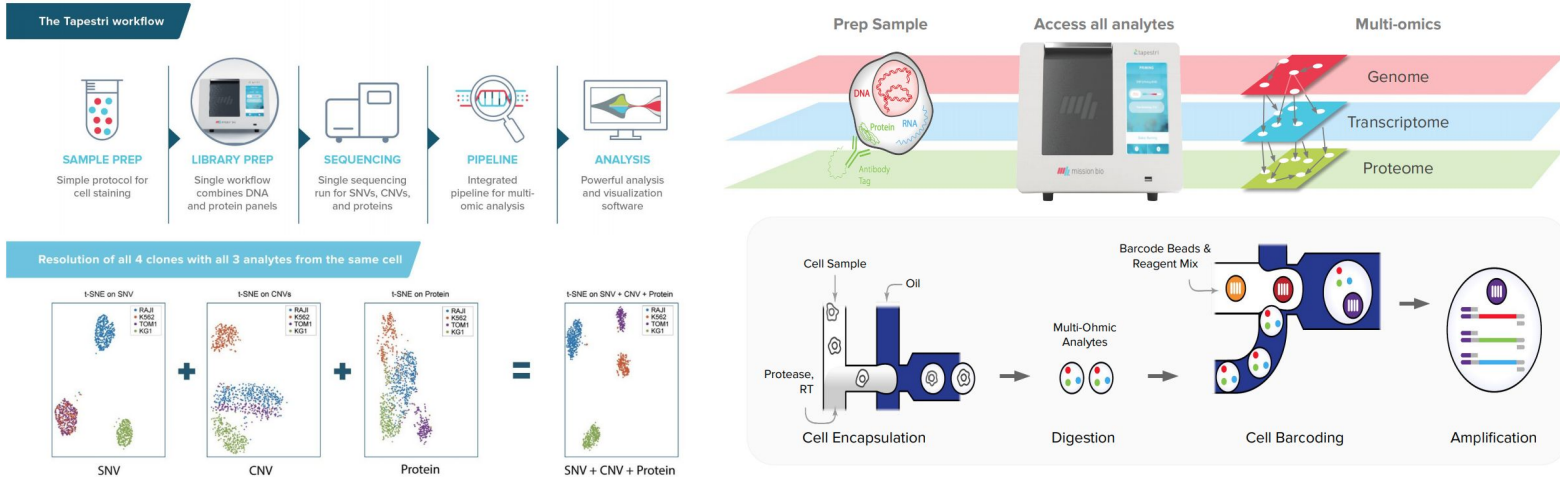 The Tapestri workflow
SAMPLE PREP
Simple protocol for
cell staining
LIBRARY PREP
Single workflow
combines DNA
and protein panels
SEQUENCING
Single sequencing
run for SNVs, CNVs,
and proteins
PIPELINE
Integrated
pipeline for multi-
omic analysis
ANALYSIS
Powerful analysis
and visualization
software
Resolution of all 4 clones with all 3 analytes from the same cell
t-SNE on SNV
RAJI
K562
TOM1
KG1
SNV
+
t-SNE on CNVs
RAJI
K562
TOM1
KG1
CNV
+
t-SNE on Protein
RAJI
K562
TOM1
KG1
Protein
=
t-SNE on SNV + CNV + Protein
RAJI
K562
TOM1
KG1
SNV + CNV + Protein
Prep Sample
Access all analytes
Multi-omics
DNA
Protein
RNA
Antibody
Tag
tapestri
mission bio
Genome
Transcriptome
Proteome
Cell Sample
Oil
Protease,
RT
Cell Encapsulation
Multi-Ohmic
Analytes
Digestion
Barcode Beads &
Reagent Mix
Cell Barcoding
Amplification